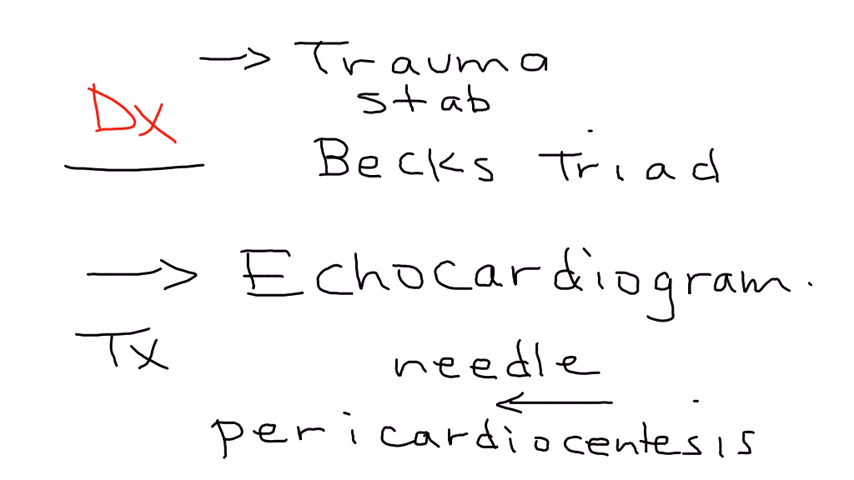 → Trauma
stab
Dx
Becks Triad
→ Echocardiogram.
Tx
needle
←
pericardiocentesis